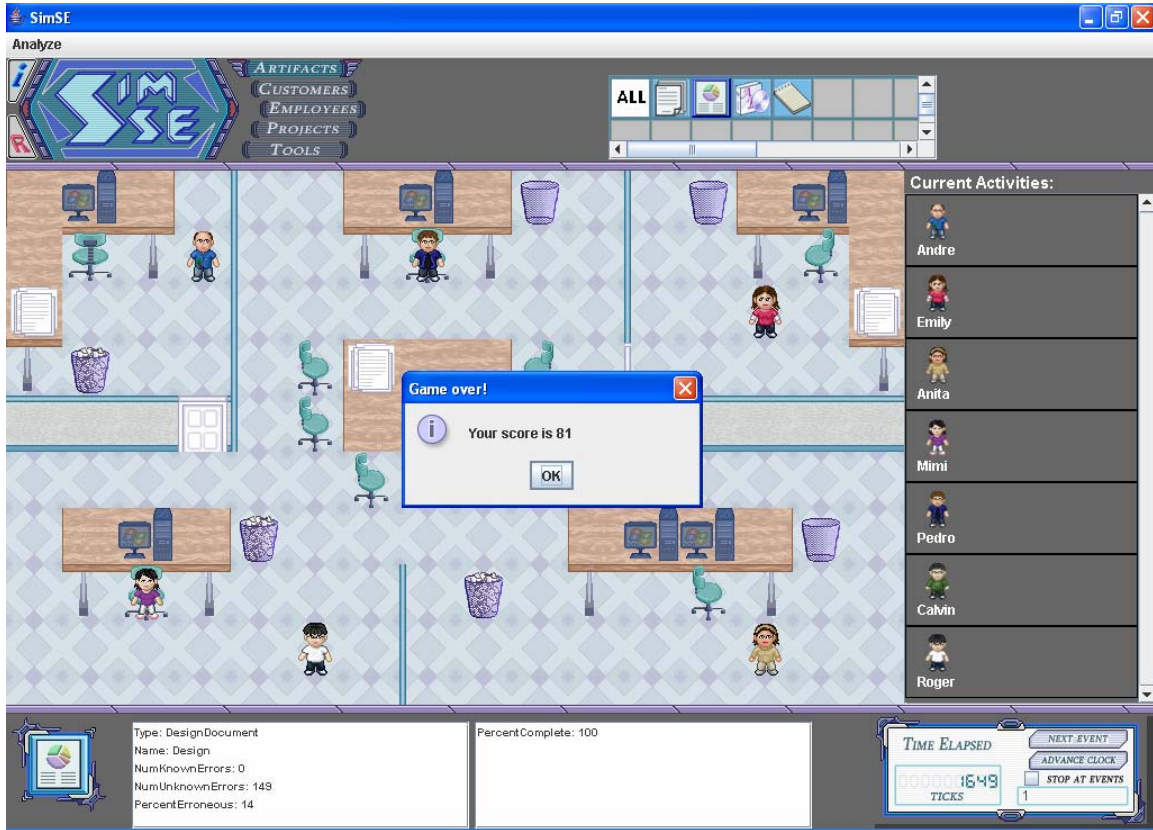 SimSE
Analyze
i
R
SIM
SE
ARTIFACTS
CUSTOMERS
EMPLOYEES
PROJECTS
TOOLS
ALL
Current Activities:
Andre
Emily
Anita
Mimi
Pedro
Calvin
Roger
Game over!
Your score is 81
OK
Type: DesignDocument
Name: Design
NumKnownErrors: 0
NumUnknownErrors: 149
PercentErroneous: 14
PercentComplete: 100
TIME ELAPSED
1649
TICKS
NEXT EVENT
ADVANCE CLOCK
STOP AT EVENTS
1